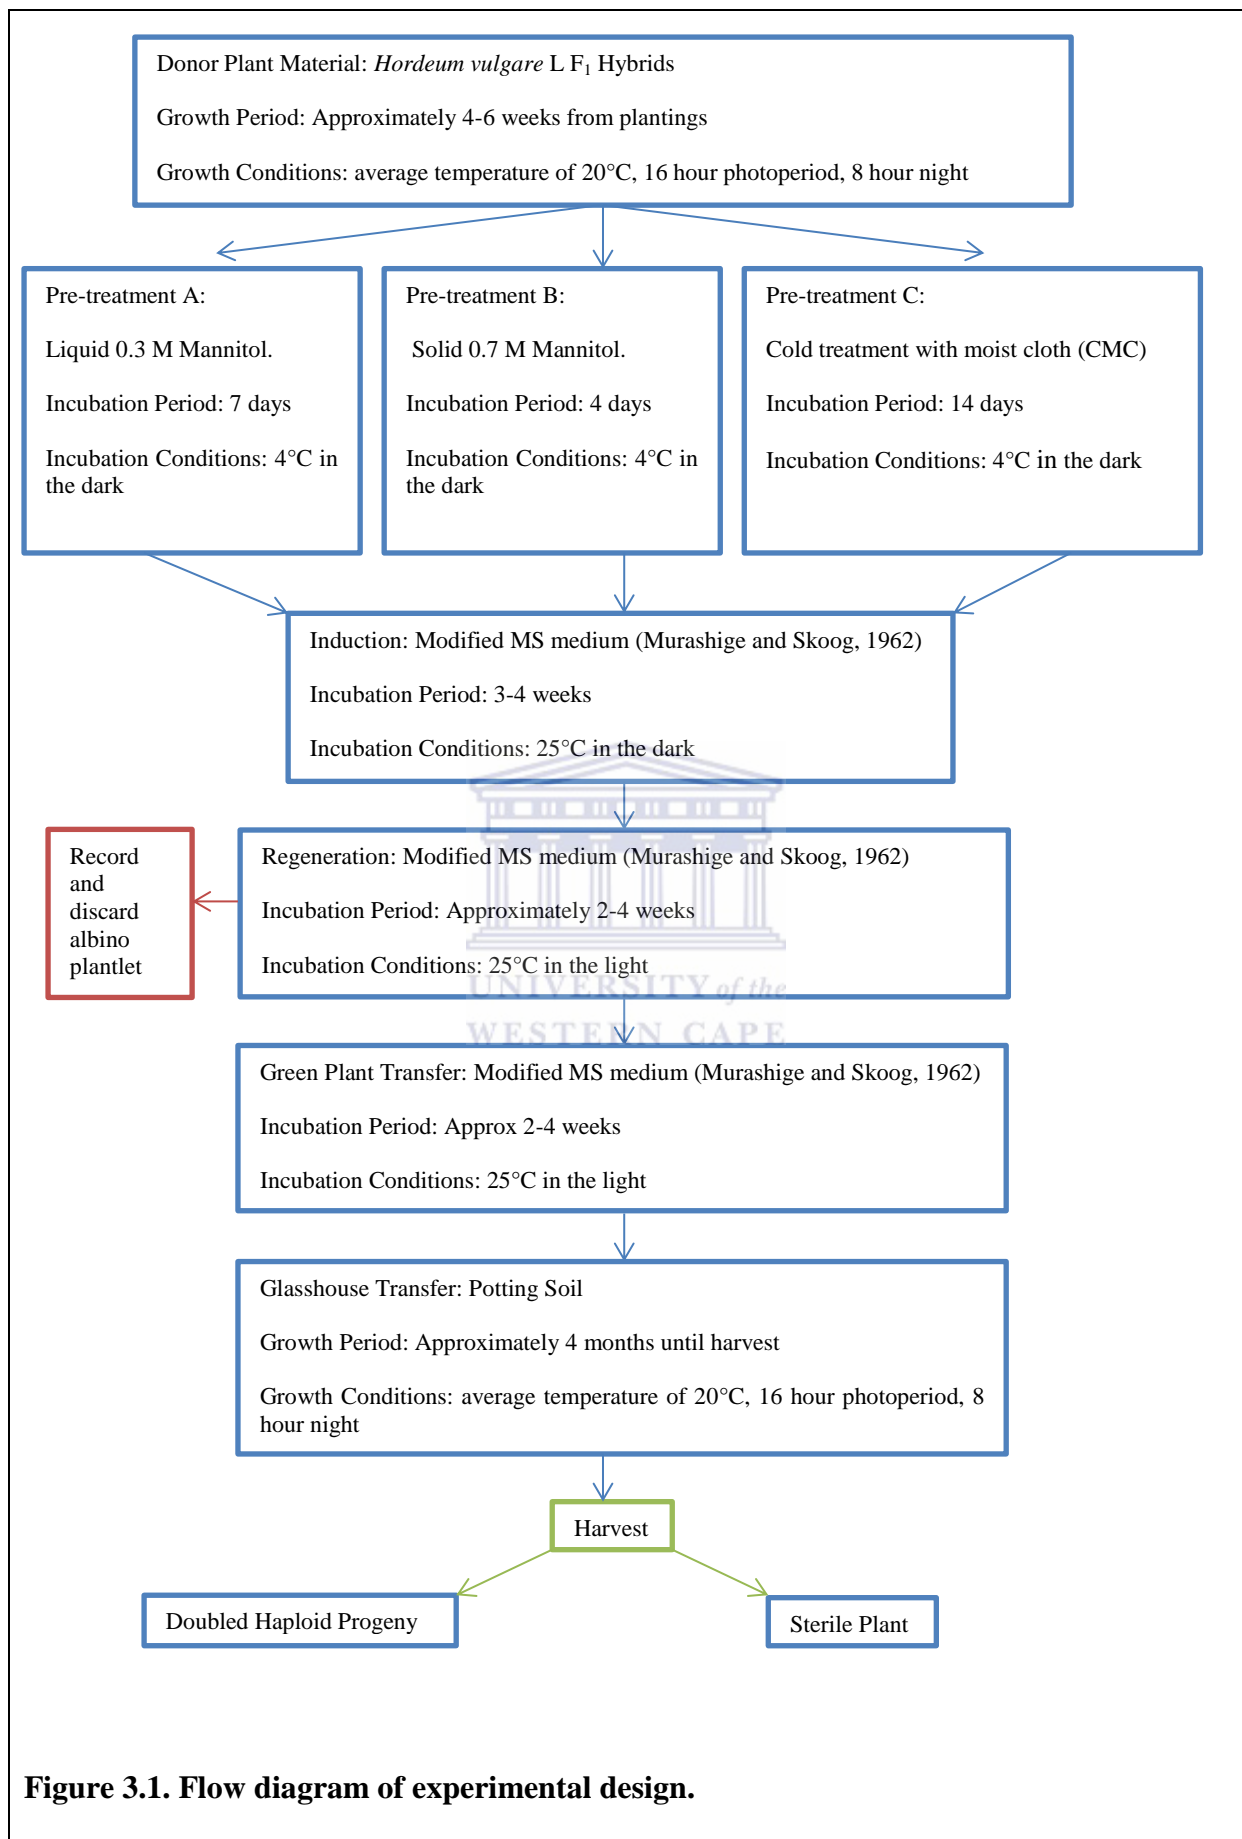 Donor Plant Material: Hordeum vulgare L F1 Hybrids
Growth Period: Approximately 4-6 weeks from plantings
Growth Conditions: average temperature of 20°C, 16 hour photoperiod, 8 hour night
Pre-treatment A:
Liquid 0.3 M Mannitol.
Incubation Period: 7 days
Incubation Conditions: 4°C in
the dark
Pre-treatment B:
Solid 0.7 M Mannitol.
Incubation Period: 4 days
Incubation Conditions: 4°C in
the dark
Pre-treatment C:
Cold treatment with moist cloth (CMC)
Incubation Period: 14 days
Incubation Conditions: 4°C in the dark
Induction: Modified MS medium (Murashige and Skoog, 1962)
Incubation Period: 3-4 weeks
Incubation Conditions: 25°C in the dark
Record
and
discard
albino
plantlet
Regeneration: Modified MS medium (Murashige and Skoog, 1962)
Incubation Period: Approximately 2-4 weeks
Incubation Conditions: 25°C in the light
UNIVERSITY of the
WESTERN CAPE
Green Plant Transfer: Modified MS medium (Murashige and Skoog, 1962)
Incubation Period: Approx 2-4 weeks
Incubation Conditions: 25°C in the light
Glasshouse Transfer: Potting Soil
Growth Period: Approximately 4 months until harvest
Growth Conditions: average temperature of 20°C, 16 hour photoperiod, 8
hour night
Harvest
Doubled Haploid Progeny
Sterile Plant
Figure 3.1. Flow diagram of experimental design.